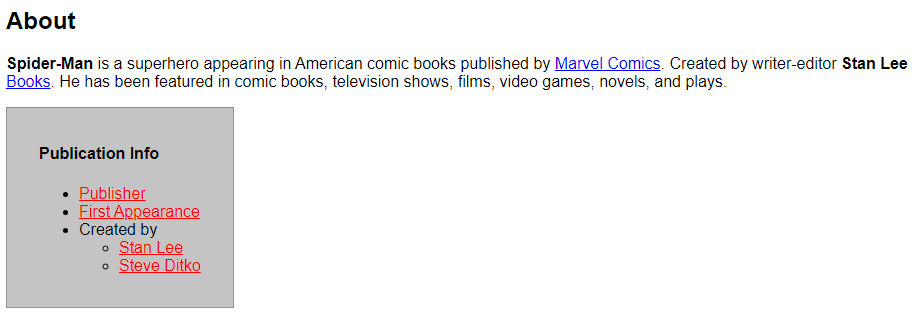 About
Spider-Man is a superhero appearing in American comic books published by Marvel Comics. Created by writer-editor Stan Lee
Books. He has been featured in comic books, television shows, films, video games, novels, and plays.
Publication Info
Publisher
First Appearance
Created by
Stan Lee
Steve Ditko